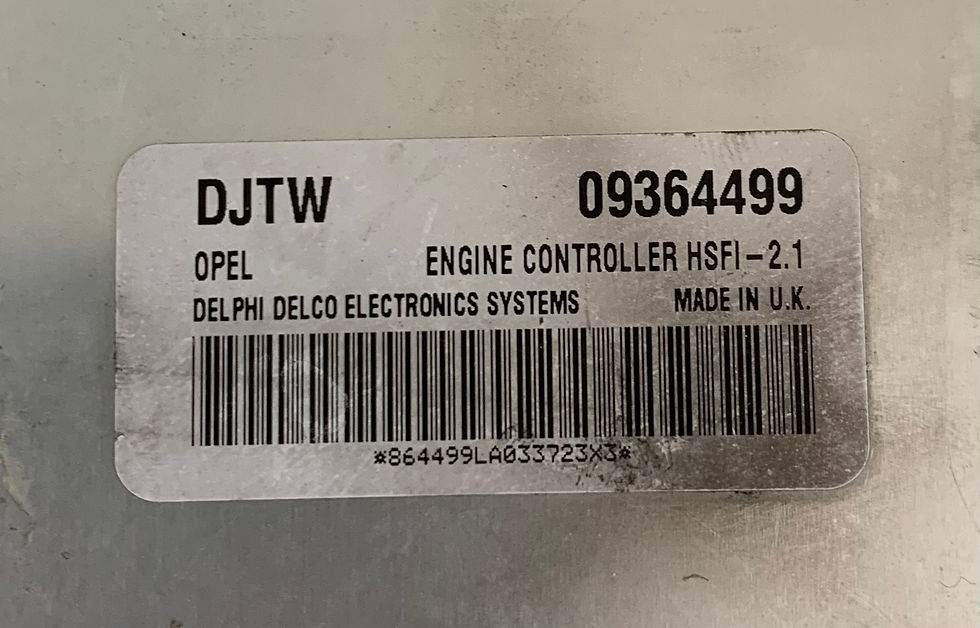 DJTW 09364499
OPEL ENGINE CONTROLLER HSFI-2.1
DELPHI DELCO ELECTRONICS SYSTEMS MADE IN U.K.
*864499LA033723X3*